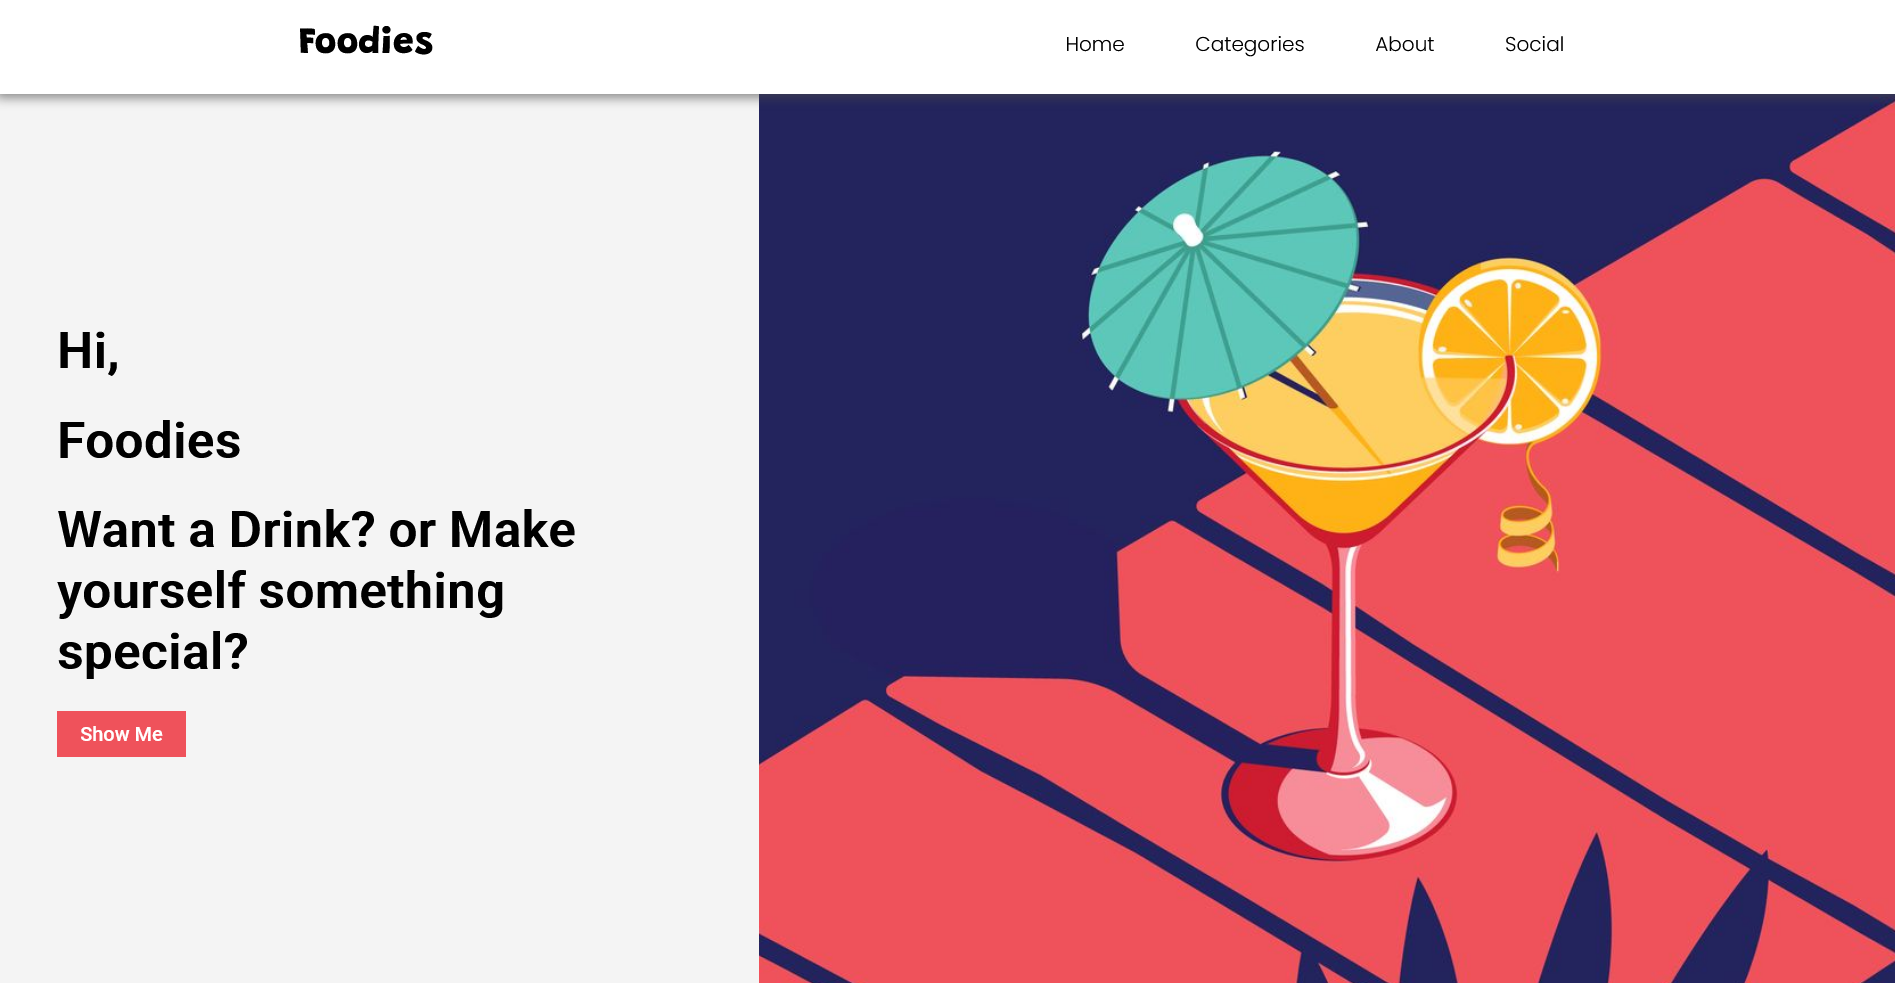 Foodies
Home Categories About Social
Hi,
Foodies
Want a Drink? or Make
yourself something
special?
Show Me